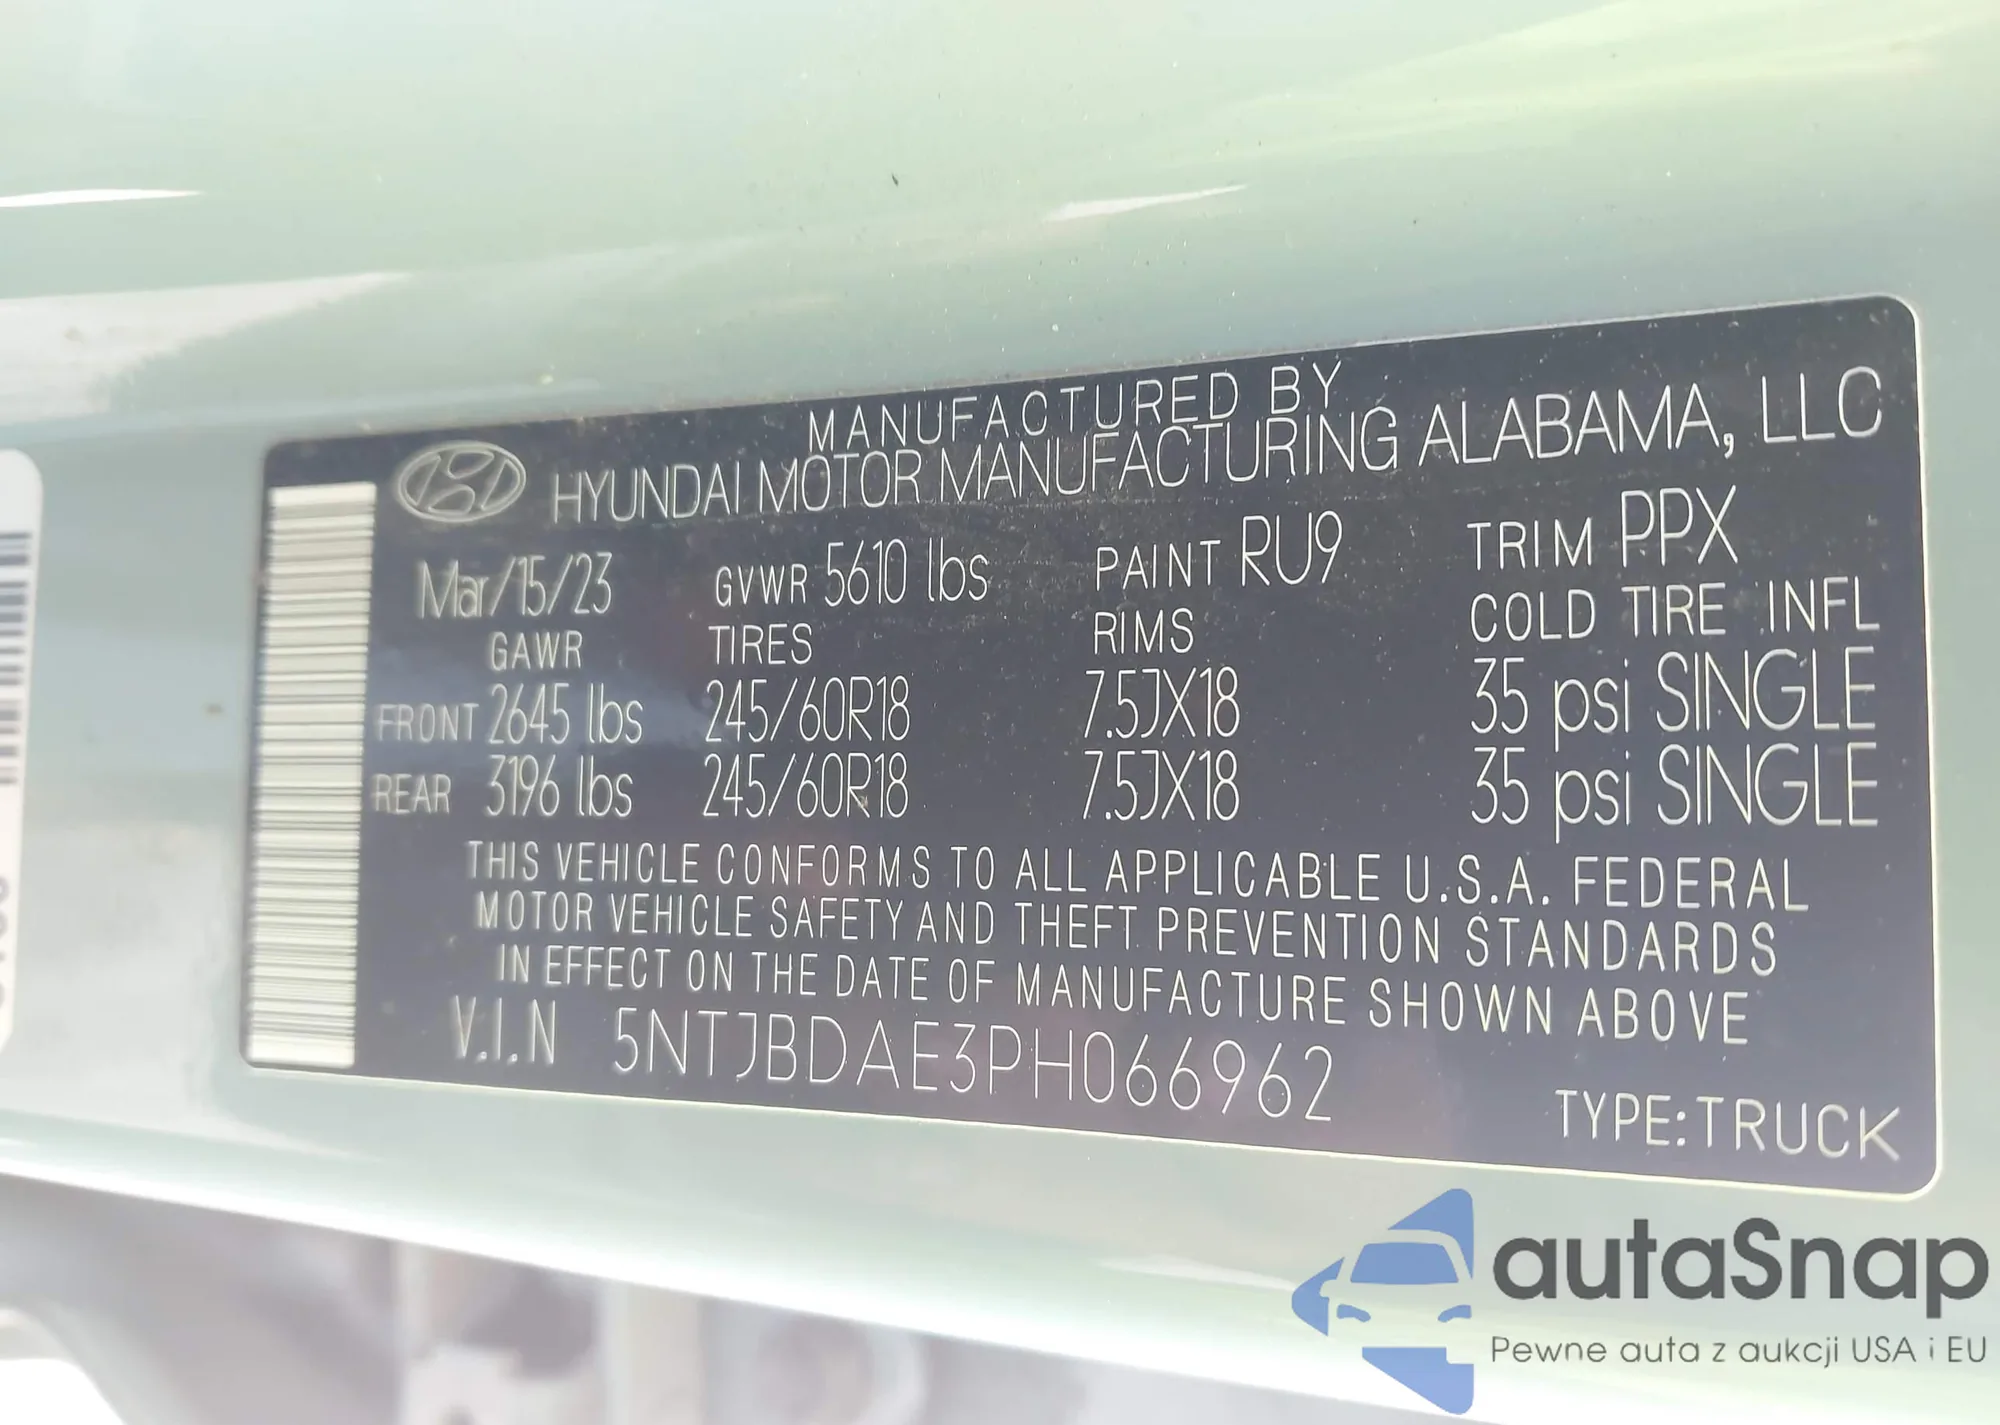 MANUFACTURED BY
HYUNDAI MOTOR MANUFACTURING ALABAMA, LLC
Mar/15/23 GVWR 5610 lbs PAINT RU9 TRIM PPX
GAWR TIRES RIMS COLD TIRE INFL
FRONT 2645 lbs 245/60R18 7.5JX18 35 psi SINGLE
REAR 3196 lbs 245/60R18 7.5JX18 35 psi SINGLE
THIS VEHICLE CONFORMS TO ALL APPLICABLE U.S.A. FEDERAL
MOTOR VEHICLE SAFETY AND THEFT PREVENTION STANDARDS
IN EFFECT ON THE DATE OF MANUFACTURE SHOWN ABOVE
V.I.N 5NTJBDAE3PH066962
TYPE:TRUCK
autaSnap
Pewne auta z aukcji USA i EU